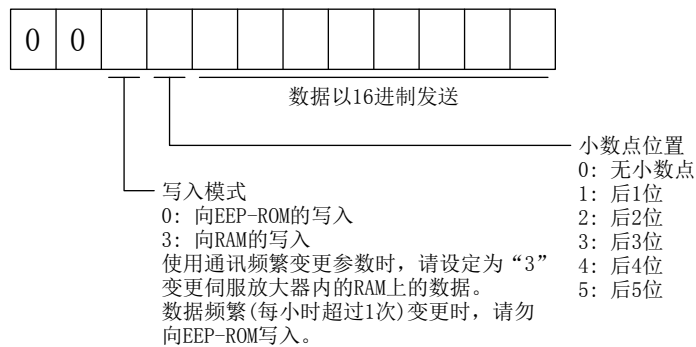 0 0
数据以16进制发送
小数点位置
0: 无小数点
1: 后1位
2: 后2位
3: 后3位
4: 后4位
5: 后5位
写入模式
0: 向EEP-ROM的写入
3: 向RAM的写入
使用通讯频繁变更参数时，请设定为“3”
变更伺服放大器内的RAM上的数据。
数据频繁(每小时超过1次)变更时，请勿
向EEP-ROM写入。